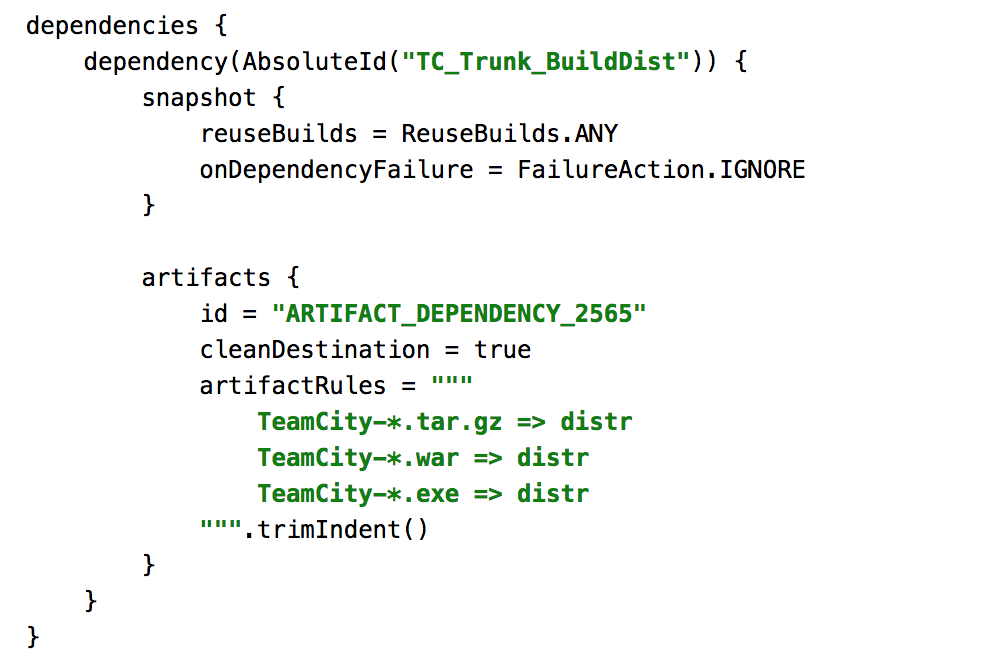 dependencies {
    dependency(AbsoluteId("TC_Trunk_BuildDist")) {
        snapshot {
            reuseBuilds = ReuseBuilds.ANY
            onDependencyFailure = FailureAction.IGNORE
        }

        artifacts {
            id = "ARTIFACT_DEPENDENCY_2565"
            cleanDestination = true
            artifactRules = """
                TeamCity-*.tar.gz => distr
                TeamCity-*.war => distr
                TeamCity-*.exe => distr
            """.trimIndent()
        }
    }
}